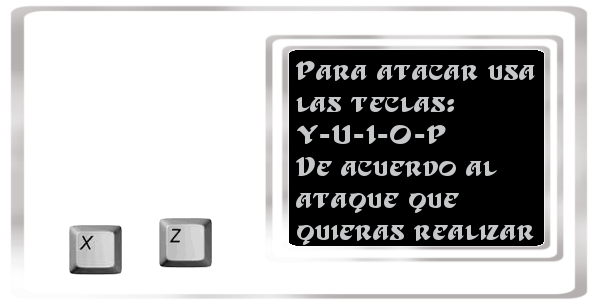 Para atacar usa
las teclas:
Y-U-I-O-P
De acuerdo al
ataque que
quieras realizar
X
Z